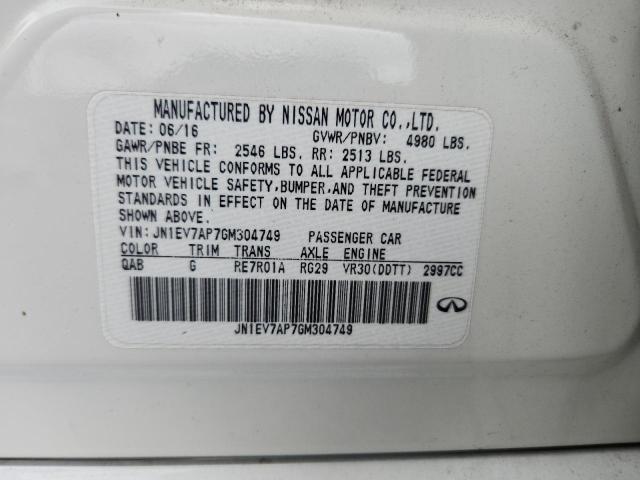 MANUFACTURED BY NISSAN MOTOR CO.,LTD.
DATE: 06/16 GVWR/PNBV: 4980 LBS.
GAWR/PNBE FR: 2546 LBS. RR: 2513 LBS.
THIS VEHICLE CONFORMS TO ALL APPLICABLE FEDERAL
MOTOR VEHICLE SAFETY,BUMPER,AND THEFT PREVENTION
STANDARDS IN EFFECT ON THE DATE OF MANUFACTURE
SHOWN ABOVE.
VIN: JN1EV7AP7GM304749 PASSENGER CAR
COLOR TRIM TRANS AXLE ENGINE
QAB G RE7R01A RG29 VR30(DDTT) 2997CC
JN1EV7AP7GM304749